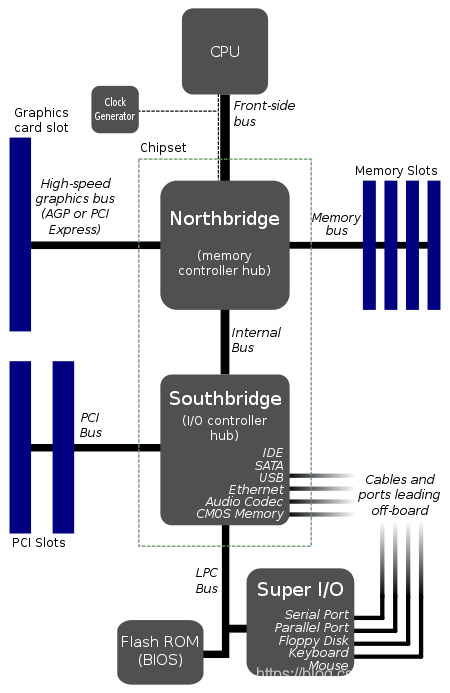 CPU
Clock
Generator
Front-side
bus
Graphics
card slot
Chipset
High-speed
graphics bus
(AGP or PCI
Express)
Northbridge
(memory
controller hub)
Memory Slots
Memory
bus
Internal
Bus
Southbridge
(I/O controller
hub)
IDE
SATA
USB
Ethernet
Audio Codec
CMOS Memory
PCI
Bus
PCI Slots
Cables and
ports leading
off-board
LPC
Bus
Super I/O
Serial Port
Parallel Port
Floppy Disk
Keyboard
Mouse
Flash ROM
(BIOS)